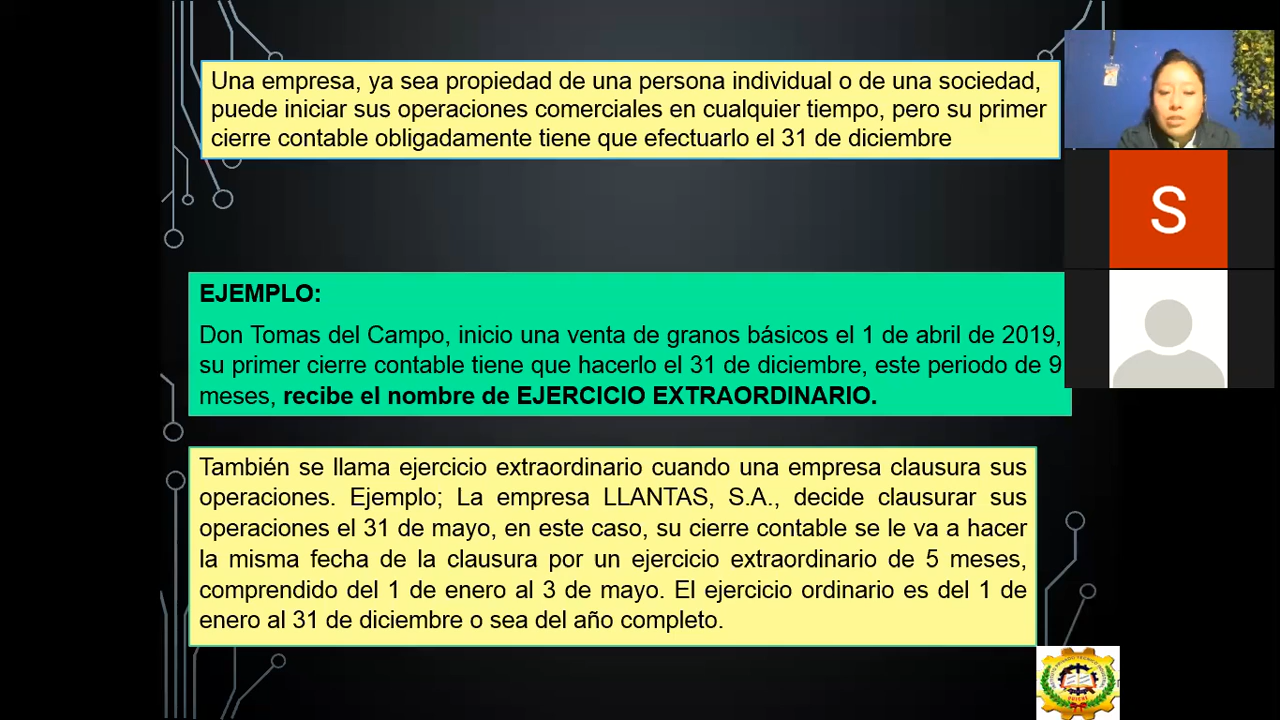 Una empresa, ya sea propiedad de una persona individual o de una sociedad,
puede iniciar sus operaciones comerciales en cualquier tiempo, pero su primer
cierre contable obligadamente tiene que efectuarlo el 31 de diciembre
EJEMPLO:
Don Tomas del Campo, inicio una venta de granos básicos el 1 de abril de 2019,
su primer cierre contable tiene que hacerlo el 31 de diciembre, este periodo de 9
meses, recibe el nombre de EJERCICIO EXTRAORDINARIO.
También se llama ejercicio extraordinario cuando una empresa clausura sus
operaciones. Ejemplo; La empresa LLANTAS, S.A., decide clausurar sus
operaciones el 31 de mayo, en este caso, su cierre contable se le va a hacer
la misma fecha de la clausura por un ejercicio extraordinario de 5 meses,
comprendido del 1 de enero al 3 de mayo. El ejercicio ordinario es del 1 de
enero al 31 de diciembre o sea del año completo.
S